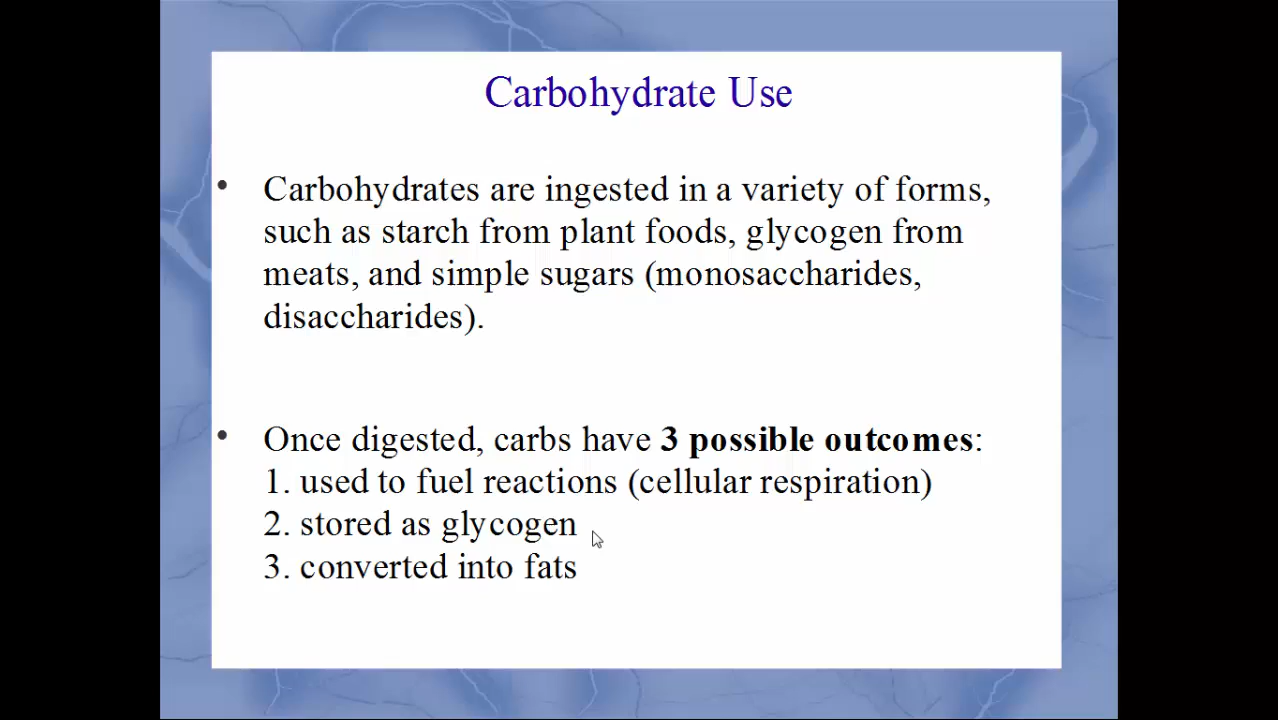 Carbohydrate Use
• Carbohydrates are ingested in a variety of forms,
such as starch from plant foods, glycogen from
meats, and simple sugars (monosaccharides,
disaccharides).
• Once digested, carbs have 3 possible outcomes:
1. used to fuel reactions (cellular respiration)
2. stored as glycogen
3. converted into fats